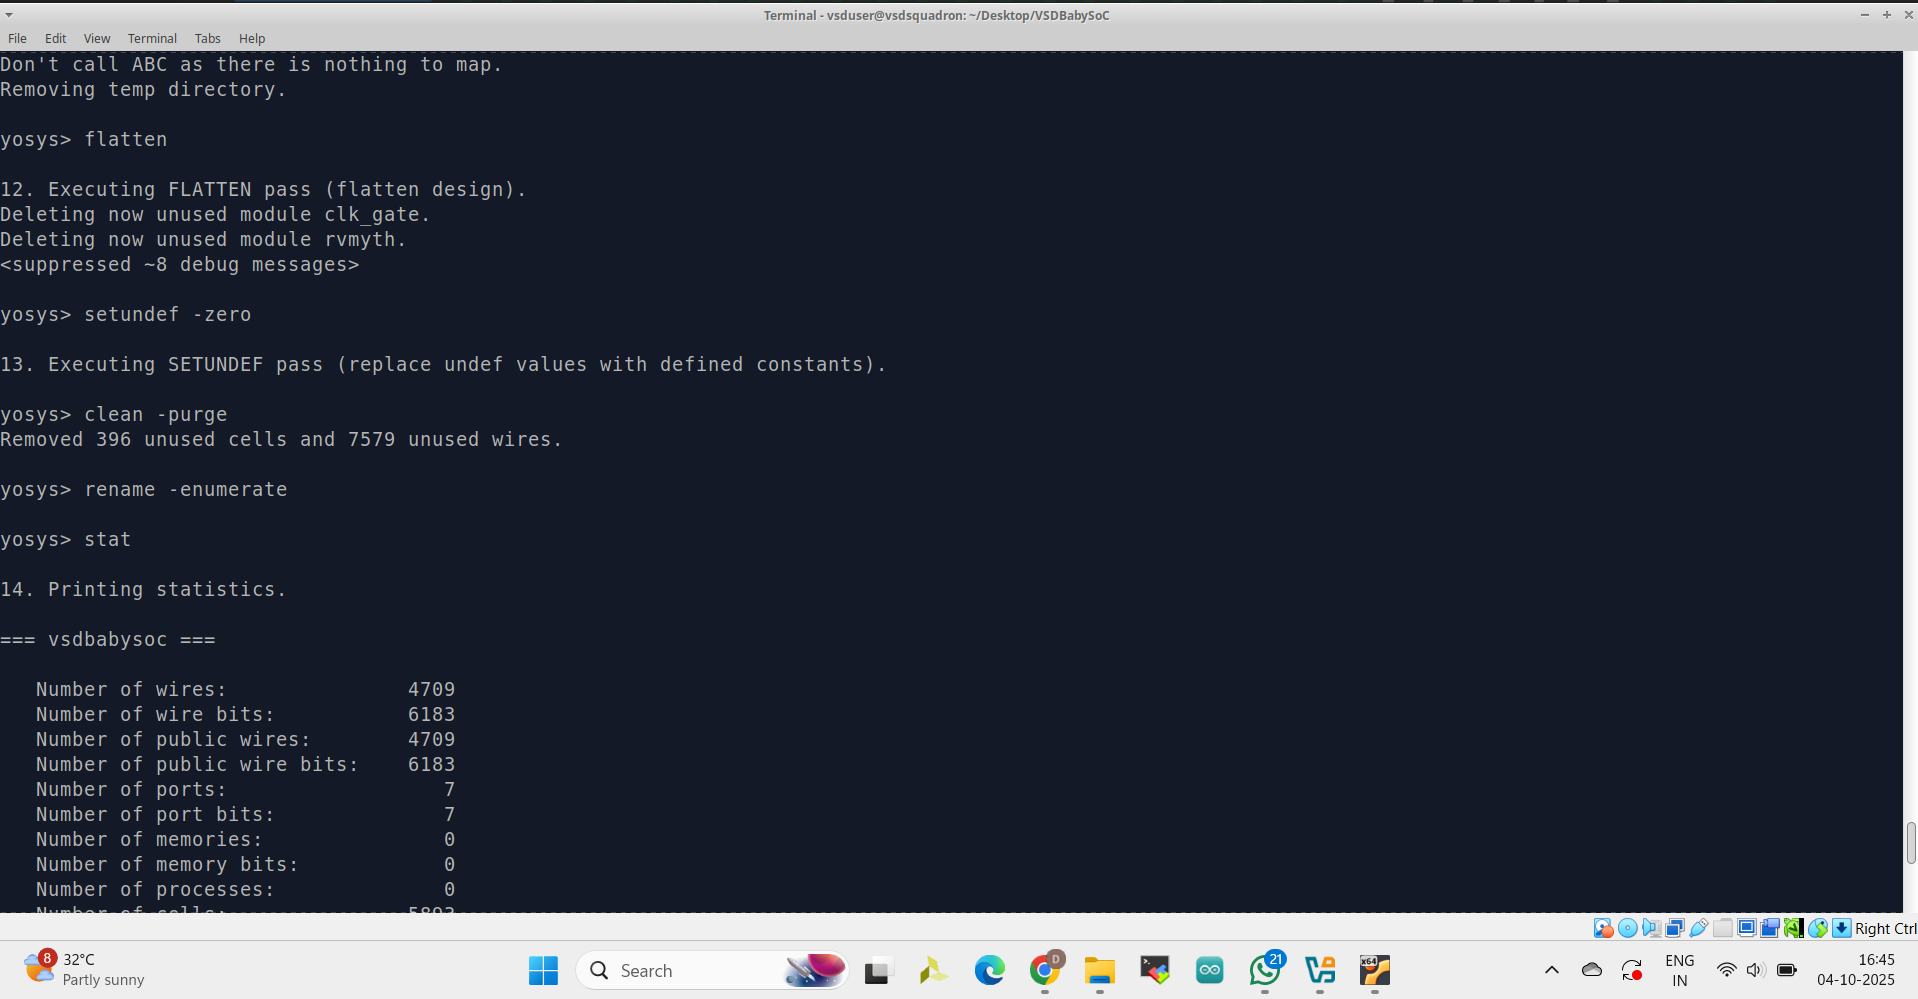 Terminal - vsduser@vsdsquadron: ~/Desktop/VSDBabySoC
File Edit View Terminal Tabs Help
Don't call ABC as there is nothing to map.
Removing temp directory.
yosys> flatten
12. Executing FLATTEN pass (flatten design).
Deleting now unused module clk_gate.
Deleting now unused module rvmyth.
<suppressed ~8 debug messages>
yosys> setundef -zero
13. Executing SETUNDEF pass (replace undef values with defined constants).
yosys> clean -purge
Removed 396 unused cells and 7579 unused wires.
yosys> rename -enumerate
yosys> stat
14. Printing statistics.
=== vsdbabysoc ===
Number of wires: 4709
Number of wire bits: 6183
Number of public wires: 4709
Number of public wire bits: 6183
Number of ports: 7
Number of port bits: 7
Number of memories: 0
Number of memory bits: 0
Number of processes: 0
Number of cells: 5893
Right Ctrl
8
32°C
Partly sunny
Search
D
21
x64
ENG
IN
16:45
04-10-2025